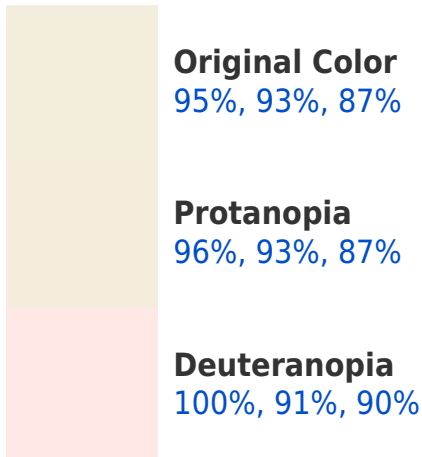 Original Color
95%, 93%, 87%
Protanopia
96%, 93%, 87%
Deuteranopia
100%, 91%, 90%